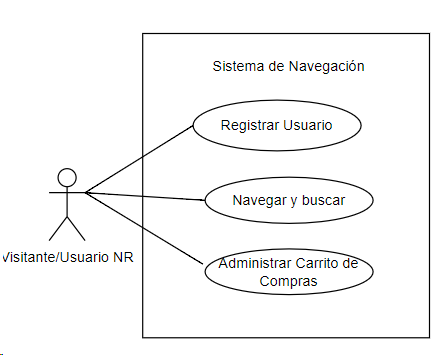 Sistema de Navegación
Registrar Usuario
Navegar y buscar
Visitante/Usuario NR
Administrar Carrito de
Compras